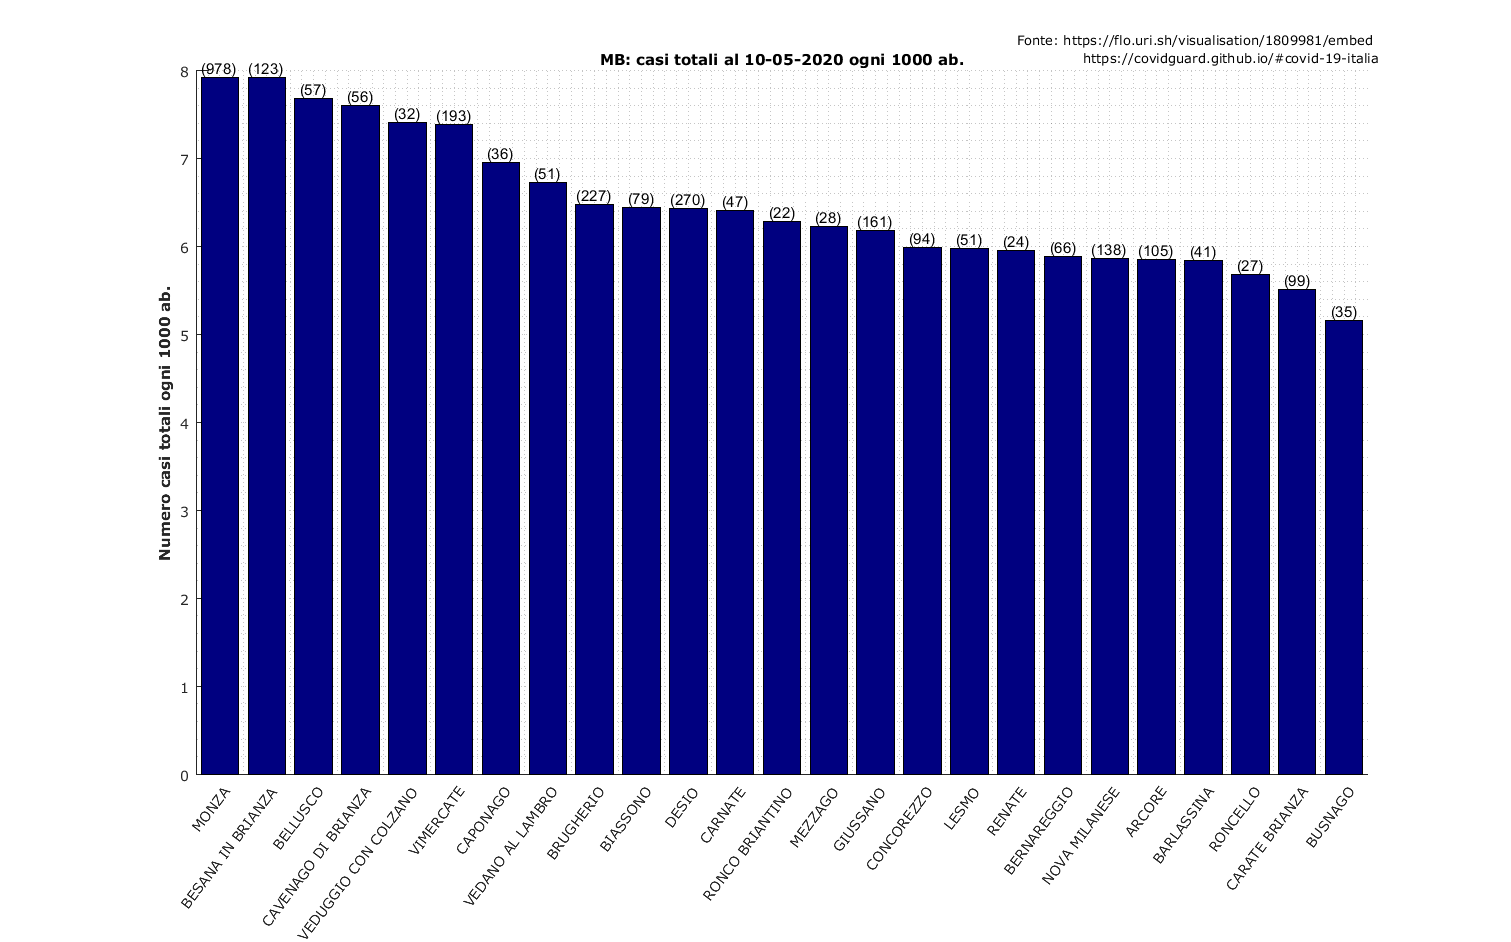 Fonte: https://flo.uri.sh/visualisation/1809981/embed
https://covidguard.github.io/#covid-19-italia
MB: casi totali al 10-05-2020 ogni 1000 ab.
Numero casi totali ogni 1000 ab.
8
7
6
5
4
3
2
1
0
(978)
(123)
(57)
(56)
(32)
(193)
(36)
(51)
(227)
(79)
(270)
(47)
(22)
(28)
(161)
(94)
(51)
(24)
(66)
(138)
(105)
(41)
(27)
(99)
(35)
MONZA
BESANA IN BRIANZA
BELLUSCO
CAVENAGO DI BRIANZA
VEDUGGIO CON COLZANO
VIMERCATE
CAPONAGO
VEDANO AL LAMBRO
BRUGHERIO
BIASSONO
DESIO
CARNATE
RONCO BRIANTINO
MEZZAGO
GIUSSANO
CONCOREZZO
LESMO
RENATE
BERNAREGGIO
NOVA MILANESE
ARCORE
BARLASSINA
RONCELLO
CARATE BRIANZA
BUSNAGO